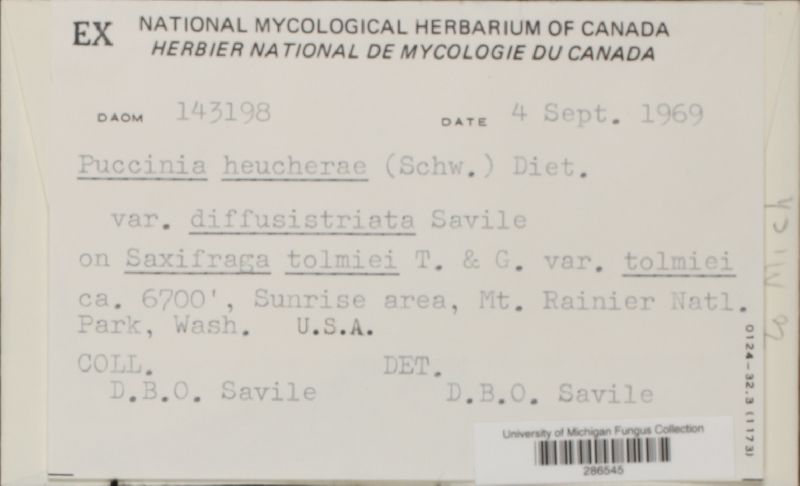 EX NATIONAL MYCOLOGICAL HERBARIUM OF CANADA
HERBIER NATIONAL DE MYCOLOGIE DU CANADA
DAOM 143198 DATE 4 Sept. 1969
Puccinia heucherae (Schw.) Diet.
var. diffusistriata Savile
on Saxifraga tolmiei T. & G. var. tolmiei
ca. 6700', Sunrise area, Mt. Rainier Natl.
Park, Wash. U.S.A.
COLL. DET.
D.B.O. Savile D.B.O. Savile
0124-32.3 (1173)
University of Michigan Fungus Collection
286545